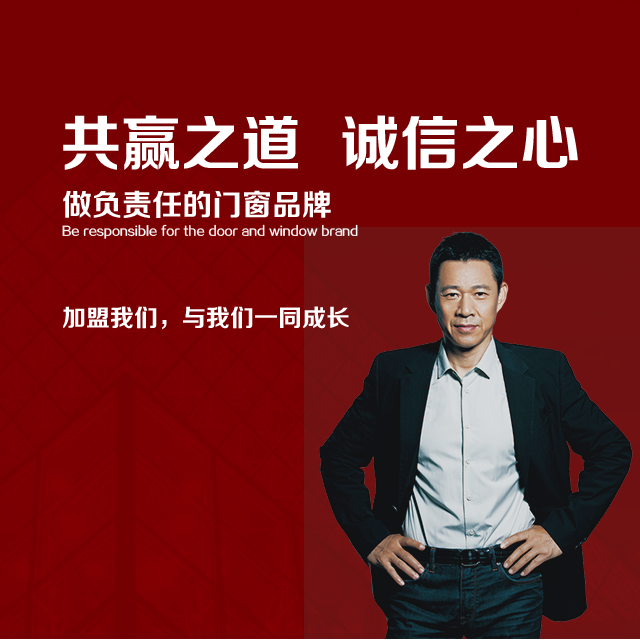 共赢之道 诚信之心
做负责任的门窗品牌
Be responsible for the door and window brand
加盟我们，与我们一同成长